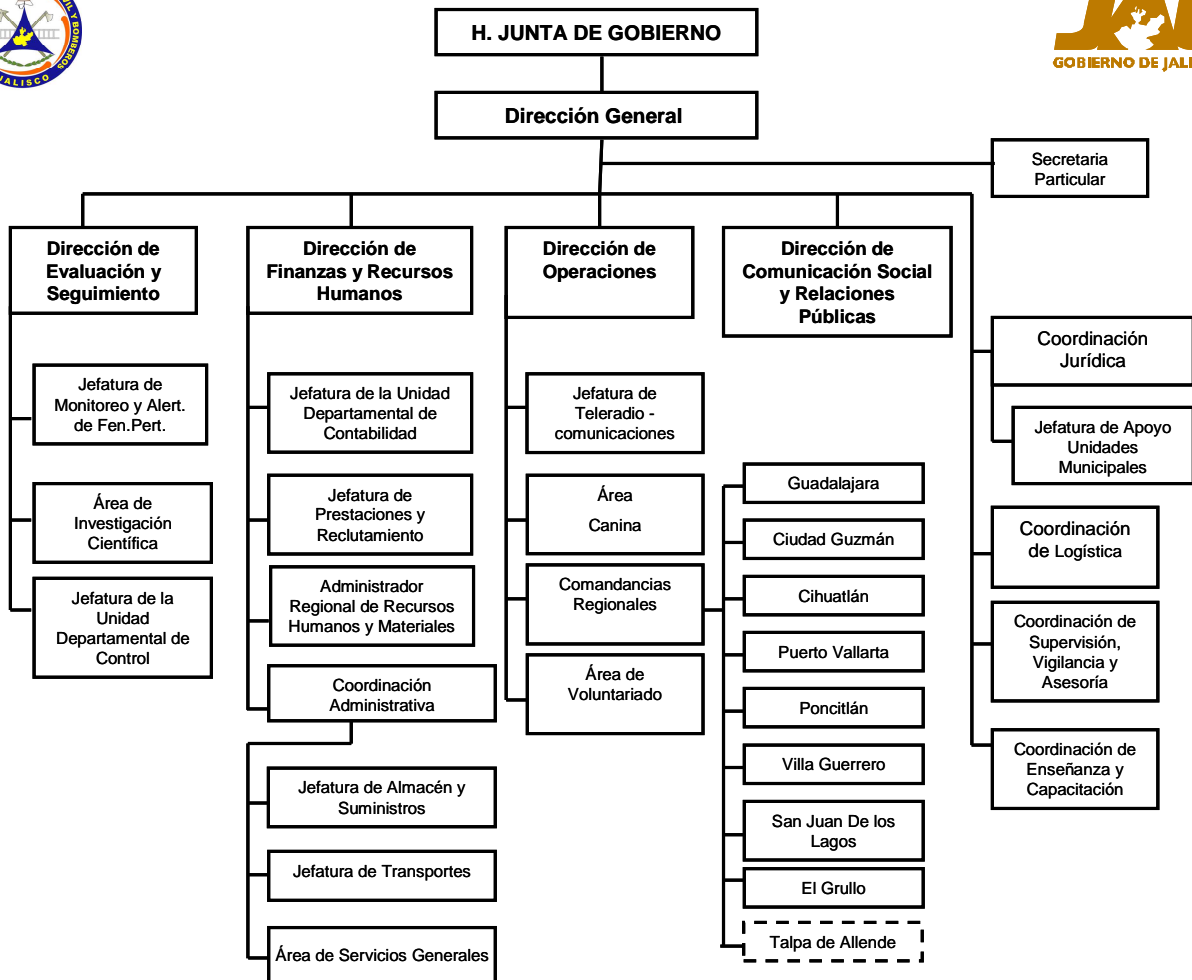 IL Y BOMBEROS
JALISCO
GOBIERNO DE JALI
H. JUNTA DE GOBIERNO
Dirección General
Secretaria
Particular
Dirección de
Evaluación y
Seguimiento
Dirección de
Finanzas y Recursos
Humanos
Dirección de
Operaciones
Dirección de
Comunicación Social
y Relaciones
Públicas
Jefatura de
Monitoreo y Alert.
de Fen.Pert.
Área de
Investigación
Científica
Jefatura de la
Unidad
Departamental de
Control
Jefatura de la Unidad
Departamental de
Contabilidad
Jefatura de
Prestaciones y
Reclutamiento
Administrador
Regional de Recursos
Humanos y Materiales
Coordinación
Administrativa
Jefatura de Almacén y
Suministros
Jefatura de Transportes
Área de Servicios Generales
Jefatura de
Teleradio -
comunicaciones
Área
Canina
Comandancias
Regionales
Área de
Voluntariado
Guadalajara
Ciudad Guzmán
Cihuatlán
Puerto Vallarta
Poncitlán
Villa Guerrero
San Juan De los
Lagos
El Grullo
Talpa de Allende
Coordinación
Jurídica
Jefatura de Apoyo
Unidades
Municipales
Coordinación
de Logística
Coordinación de
Supervisión,
Vigilancia y
Asesoría
Coordinación de
Enseñanza y
Capacitación